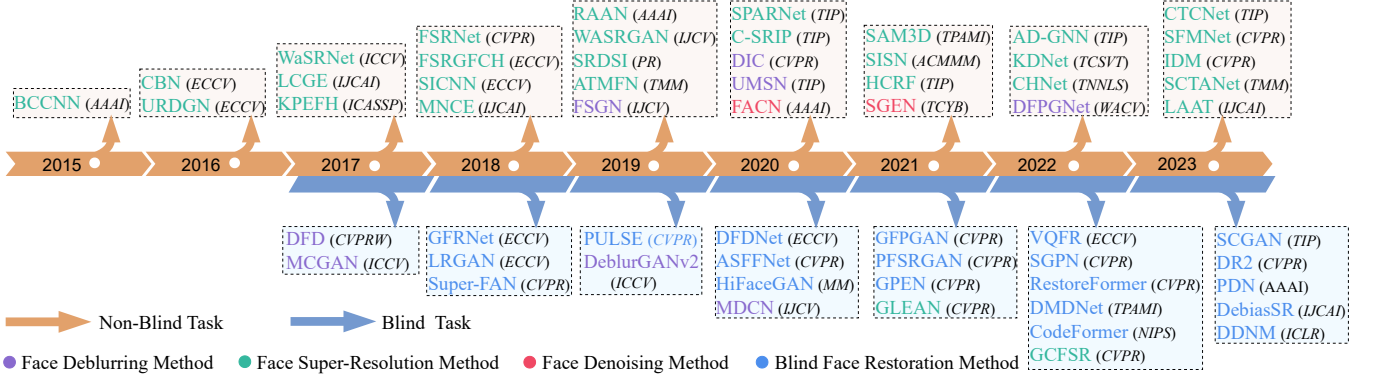 BCCNN (AAAI)
CBN (ECCV)
URDGN (ECCV)
WaSRNet (ICCV)
LCGE (IJCAI)
KPEFH (ICASSP)
FSRNet (CVPR)
FSRGFCH (ECCV)
SICNN (ECCV)
MNCE (IJCAI)
RAAN (AAAI)
WASRGAN (IJCV)
SRDSI (PR)
ATMFN (TMM)
FSGN (IJCV)
SPARNet (TIP)
C-SRIP (TIP)
DIC (CVPR)
UMSN (TIP)
FACN (AAAI)
SAM3D (TPAMI)
SISN (ACMMM)
HCRF (TIP)
SGEN (TCYB)
AD-GNN (TIP)
KDNet (TCSVT)
CHNet (TNNLS)
DFPGNet (WACV)
CTCNet (TIP)
SFMNet (CVPR)
IDM (CVPR)
SCTANet (TMM)
LAAT (IJCAI)
2015
2016
2017
2018
2019
2020
2021
2022
2023
DFD (CVPRW)
MCGAN (ICCV)
GFRNet (ECCV)
LRGAN (ECCV)
Super-FAN (CVPR)
PULSE (CVPR)
DeblurGANv2
(ICCV)
DFDNet (ECCV)
ASFFNet (CVPR)
HiFaceGAN (MM)
MDCN (IJCV)
GFPGAN (CVPR)
PFSRGAN (CVPR)
GPEN (CVPR)
GLEAN (CVPR)
VQFR (ECCV)
SGPN (CVPR)
RestoreFormer (CVPR)
DMDNet (TPAMI)
CodeFormer (NIPS)
GCFSR (CVPR)
SCGAN (TIP)
DR2 (CVPR)
PDN (AAAI)
DebiasSR (IJCAI)
DDNM (ICLR)
Non-Blind Task
Blind Task
Face Deblurring Method
Face Super-Resolution Method
Face Denoising Method
Blind Face Restoration Method